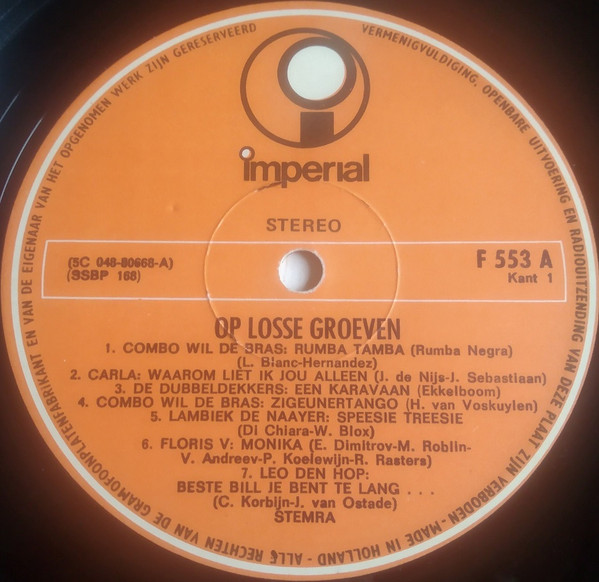 VERMENIGVULDIGING, OPENBARE UITVOERING EN RADIOUITZENDING VAN DEZE PLAAT ZIJN VERBODEN-MADE IN HOLLAND - ALLE RECHTEN VAN DE GRAMOFOONPLATENFABRIKANT EN VAN DE EIGENAAR VAN HET OPGENOMEN WERK ZIJN GERESERVEERD
imperial
STEREO
(5C 048-80668-A)
(SSBP 168)
F 553 A
Kant 1
OP LOSSE GROEVEN
1. COMBO WIL DE BRAS: RUMBA TAMBA (Rumba Negra)
(L. Bianc-Hernandez)
2. CARLA: WAAROM LIET IK JOU ALLEEN (J. de Nijs-J. Sebastiaan)
3. DE DUBBELDEKKERS: EEN KARAVAAN (Ekkelboom)
4. COMBO WIL DE BRAS: ZIGEUNERTANGO (H. van Voskuylen)
5. LAMBIEK DE NAAYER: SPEESIE TREESIE
(Di Chiara-W. Blox)
6. FLORIS V: MONIKA (E. Dimitrov-M. Roblin-
V. Andreev-P. Koelewijn-R. Rasters)
7. LEO DEN HOP:
BESTE BILL JE BENT TE LANG . . .
(C. Korbijn-J. van Ostade)
STEMRA